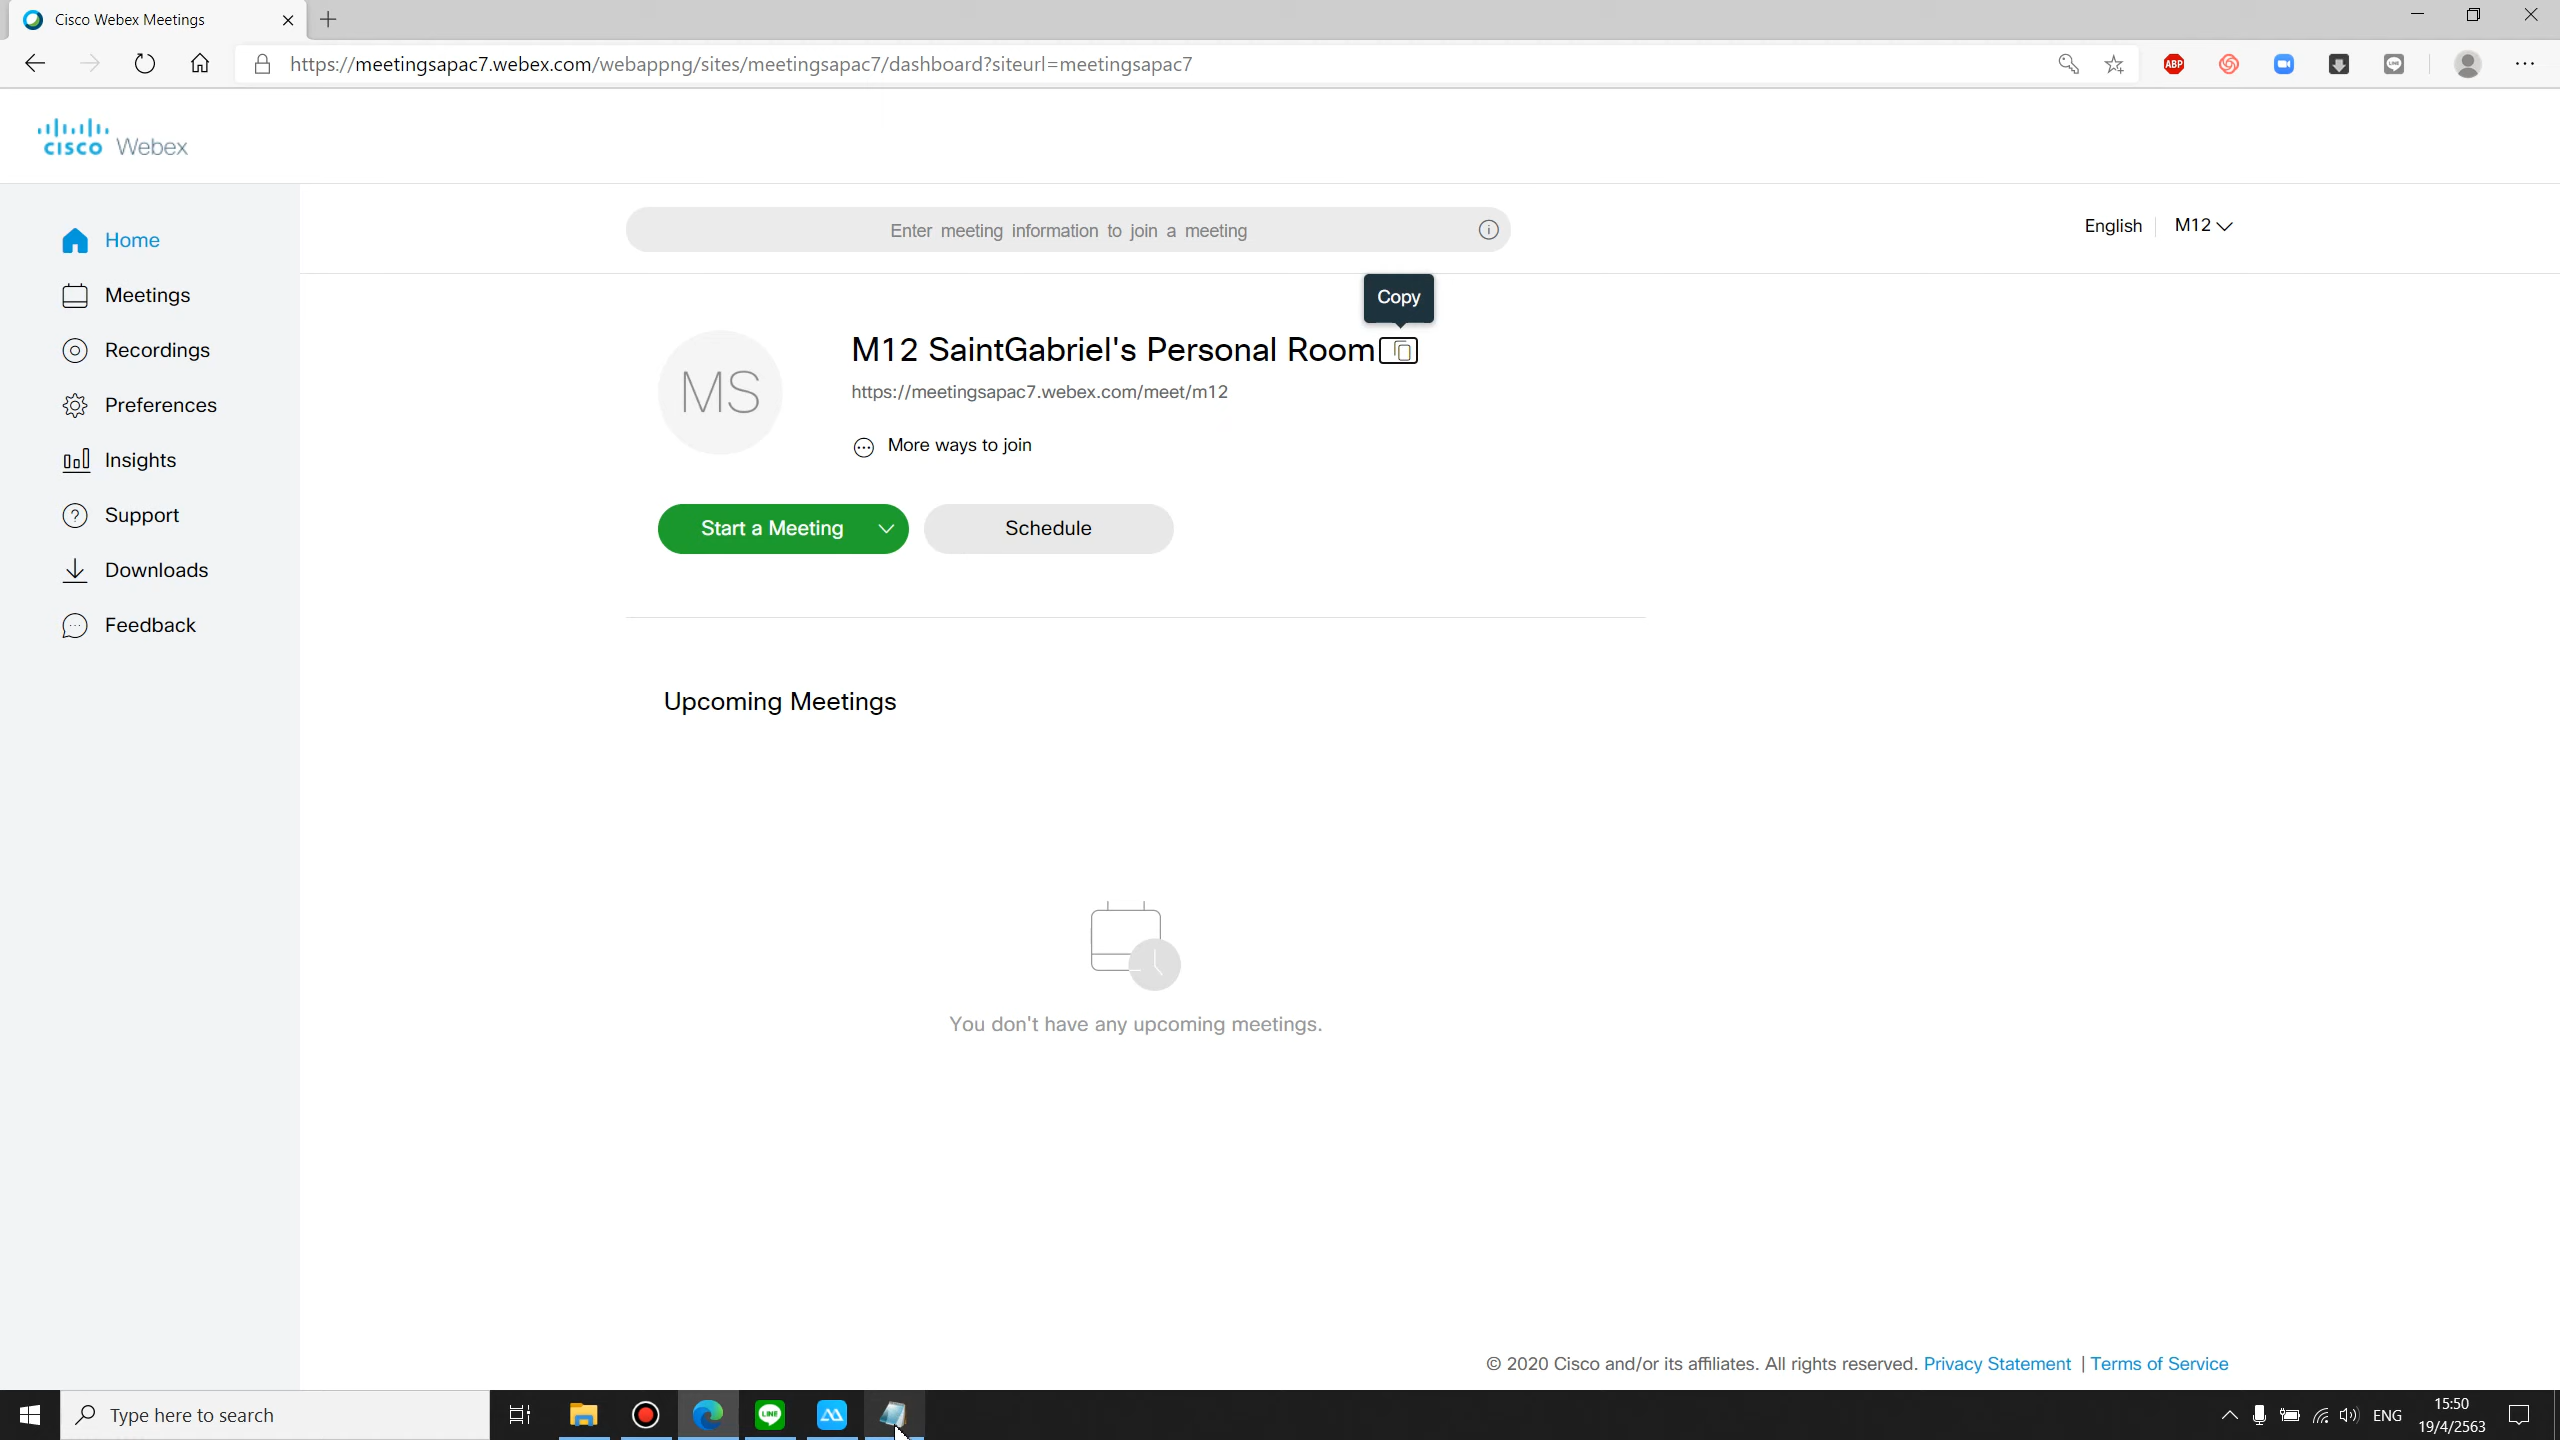 Cisco Webex Meetings
https://meetingsapac7.webex.com/webappng/sites/meetingsapac7/dashboard?siteurl=meetingsapac7
ABP
CISCO Webex
Enter meeting information to join a meeting
English
M12
Home
Meetings
Recordings
Preferences
Insights
Support
Downloads
Feedback
Copy
MS
M12 SaintGabriel's Personal Room
https://meetingsapac7.webex.com/meet/m12
More ways to join
Start a Meeting
Schedule
Upcoming Meetings
You don't have any upcoming meetings.
© 2020 Cisco and/or its affiliates. All rights reserved. Privacy Statement | Terms of Service
Type here to search
LINE
ENG
15:50
19/4/2563